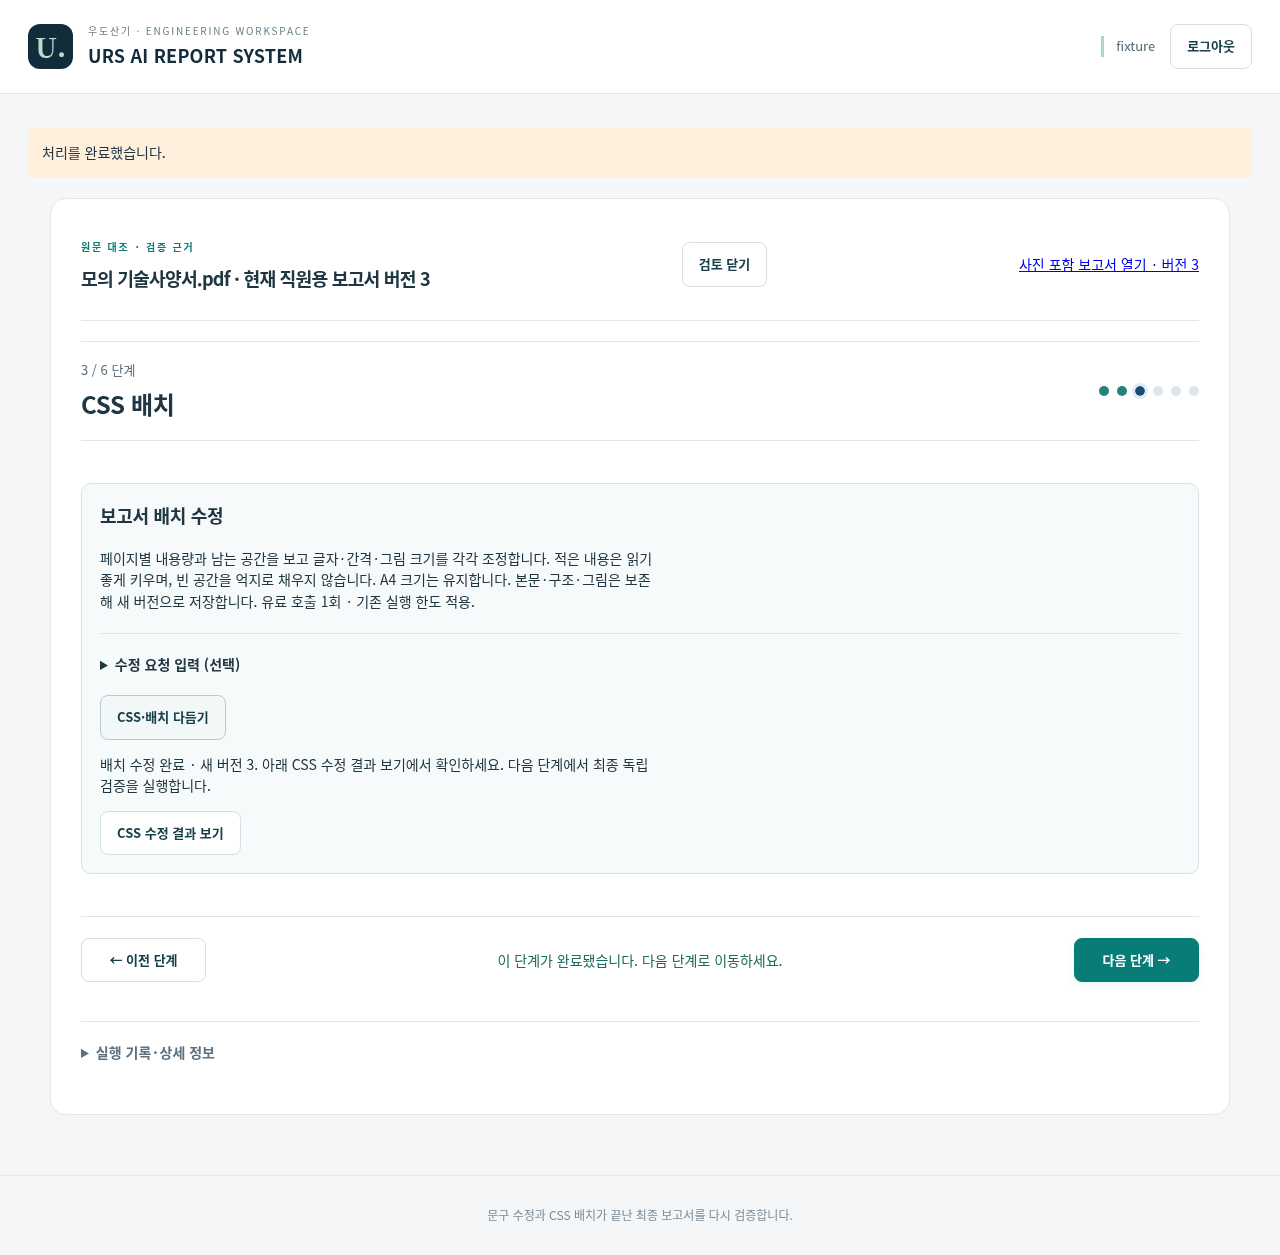 U.
우도산기 · ENGINEERING WORKSPACE
URS AI REPORT SYSTEM
fixture
로그아웃
처리를 완료했습니다.
원문 대조 · 검증 근거
모의 기술사양서.pdf · 현재 직원용 보고서 버전 3
검토 닫기
사진 포함 보고서 열기 · 버전 3
3 / 6 단계
CSS 배치
보고서 배치 수정
페이지별 내용량과 남는 공간을 보고 글자·간격·그림 크기를 각각 조정합니다. 적은 내용은 읽기
좋게 키우며, 빈 공간을 억지로 채우지 않습니다. A4 크기는 유지합니다. 본문·구조·그림은 보존
해 새 버전으로 저장합니다. 유료 호출 1회 · 기존 실행 한도 적용.
▶ 수정 요청 입력 (선택)
CSS·배치 다듬기
배치 수정 완료 · 새 버전 3. 아래 CSS 수정 결과 보기에서 확인하세요. 다음 단계에서 최종 독립
검증을 실행합니다.
CSS 수정 결과 보기
← 이전 단계
이 단계가 완료됐습니다. 다음 단계로 이동하세요.
다음 단계 →
▶ 실행 기록·상세 정보
문구 수정과 CSS 배치가 끝난 최종 보고서를 다시 검증합니다.